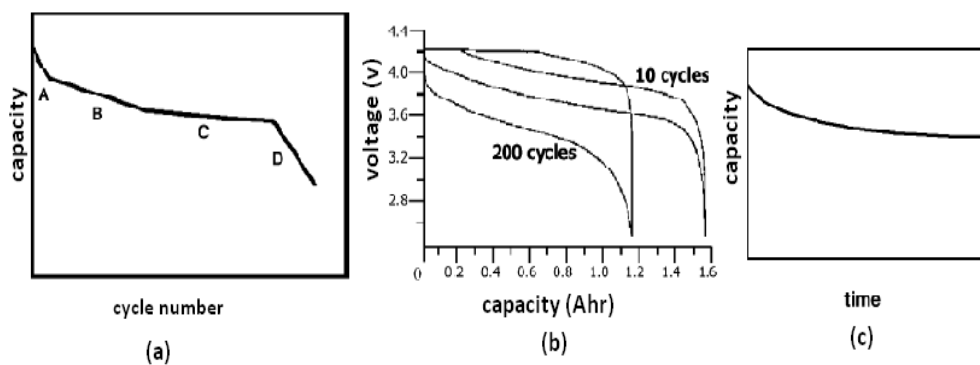 capacity
A
B
C
D
cycle number
(a)
voltage (v)
4.4
4.0
3.6
3.2
2.8
10 cycles
200 cycles
0 0 2 0.4 0.6 0.8 1.0 1.2 1.4 1.6
capacity (Ahr)
(b)
capacity
time
(c)